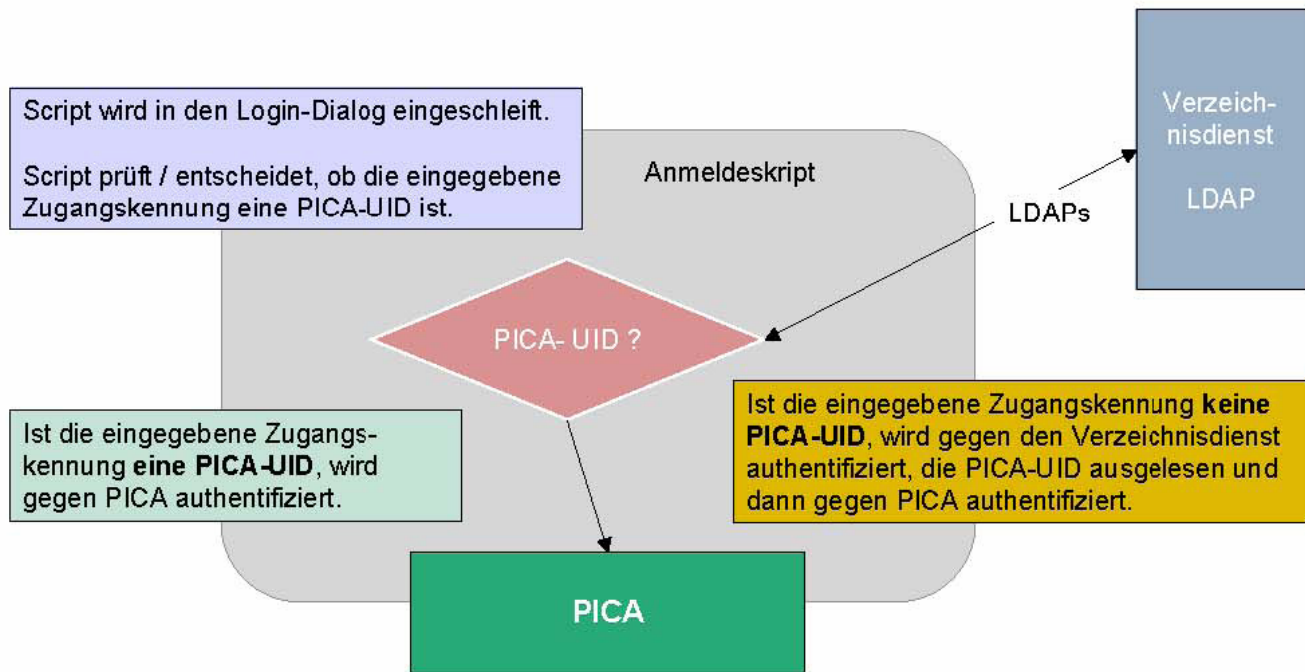 Script wird in den Login-Dialog eingeschleift.
Script prüft / entscheidet, ob die eingegebene
Zugangskennung eine PICA-UID ist.
Anmeldeskript
Verzeich-
nisdienst
LDAP
LDAPs
PICA- UID ?
Ist die eingegebene Zugangs-
kennung eine PICA-UID, wird
gegen PICA authentifiziert.
Ist die eingegebene Zugangskennung keine
PICA-UID, wird gegen den Verzeichnisdienst
authentifiziert, die PICA-UID ausgelesen und
dann gegen PICA authentifiziert.
PICA